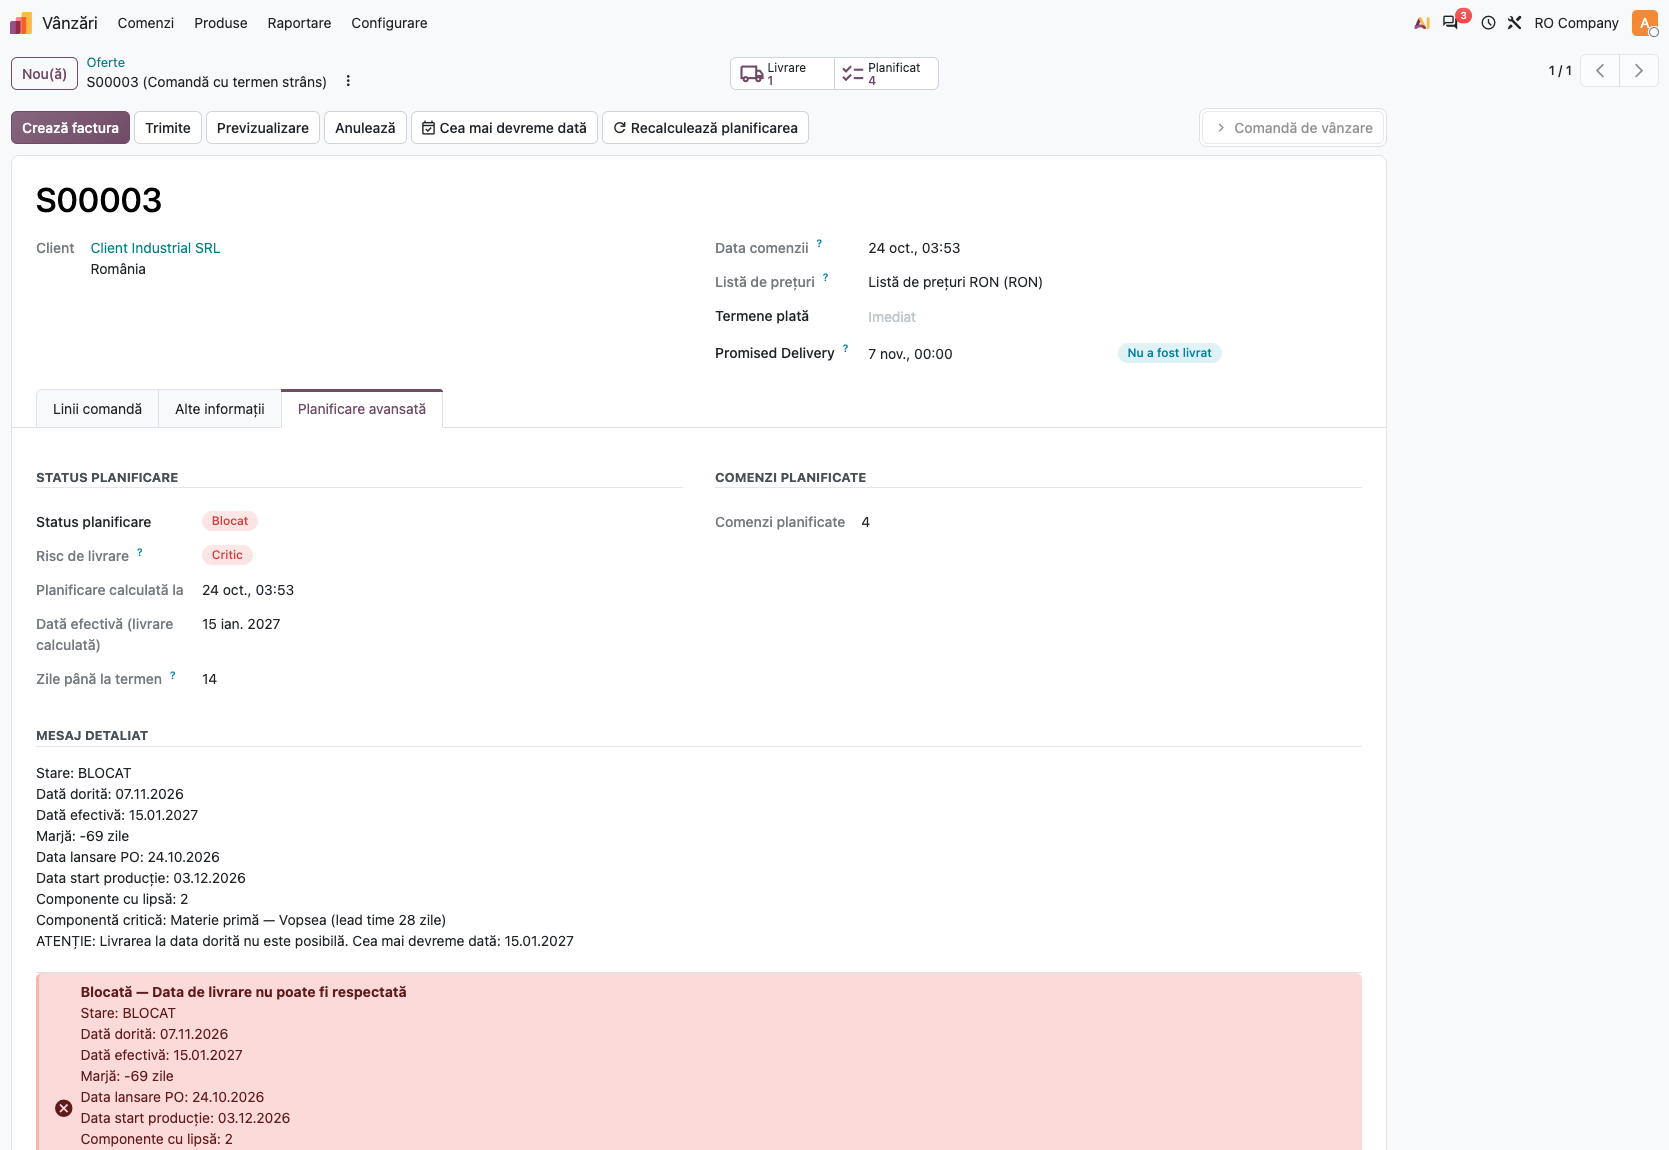 Vânzări Comenzi Produse Raportare Configurare
AI 3 RO Company A
Nou(ă)
Oferte
S00003 (Comandă cu termen strâns)
Livrare
1
Planificat
4
1 / 1
Crează factura Trimite Previzualizare Anulează Cea mai devreme dată Recalculează planificarea
Comandă de vânzare
S00003
Client Client Industrial SRL
România
Data comenzii ? 24 oct., 03:53
Listă de prețuri ? Listă de prețuri RON (RON)
Termene plată Imediat
Promised Delivery ? 7 nov., 00:00 Nu a fost livrat
Linii comandă Alte informații Planificare avansată
STATUS PLANIFICARE
Status planificare Blocat
Risc de livrare ? Critic
Planificare calculată la 24 oct., 03:53
Dată efectivă (livrare calculată) 15 ian. 2027
Zile până la termen ? 14
COMENZI PLANIFICATE
Comenzi planificate 4
MESAJ DETALIAT
Stare: BLOCAT
Dată dorită: 07.11.2026
Dată efectivă: 15.01.2027
Marjă: -69 zile
Data lansare PO: 24.10.2026
Data start producție: 03.12.2026
Componente cu lipsă: 2
Componentă critică: Materie primă — Vopsea (lead time 28 zile)
ATENȚIE: Livrarea la data dorită nu este posibilă. Cea mai devreme dată: 15.01.2027
Blocată — Data de livrare nu poate fi respectată
Stare: BLOCAT
Dată dorită: 07.11.2026
Dată efectivă: 15.01.2027
Marjă: -69 zile
Data lansare PO: 24.10.2026
Data start producție: 03.12.2026
Componente cu lipsă: 2